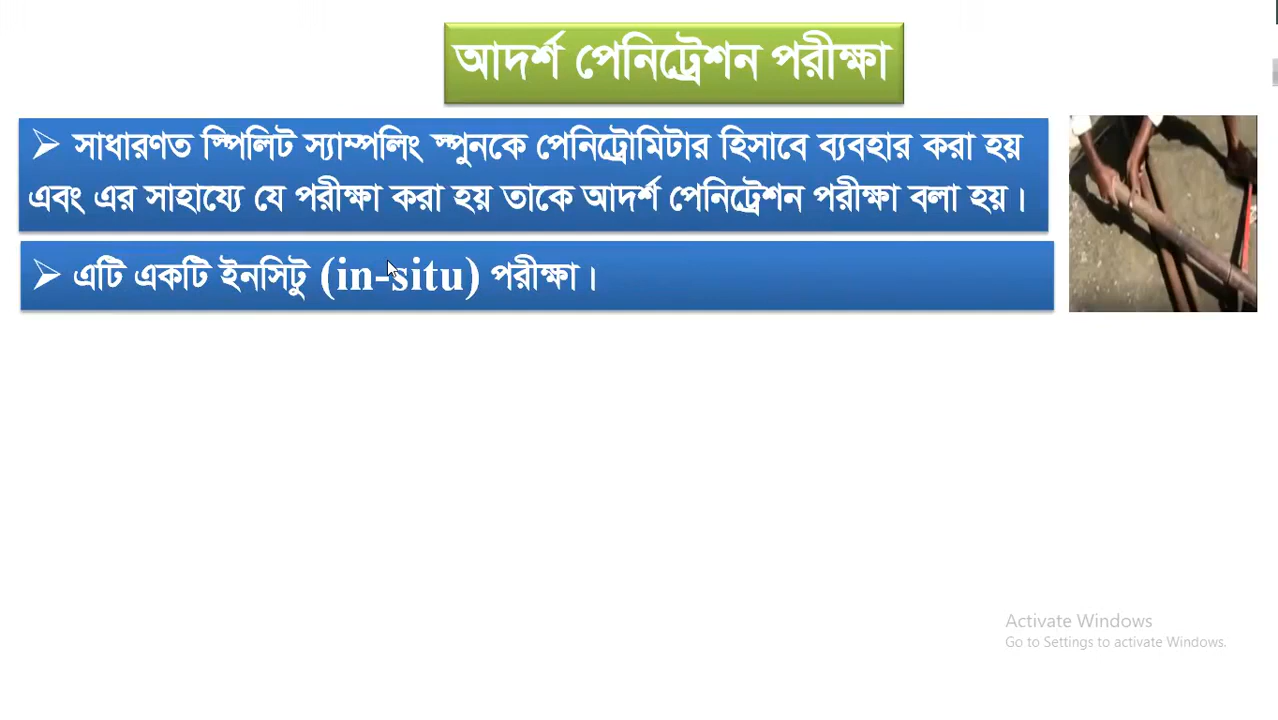 আদর্শ পেনিট্রেশন পরীক্ষা
➢ সাধারণত স্পিলিট স্যাম্পলিং স্পুনকে পেনিট্রোমিটার হিসাবে ব্যবহার করা হয়
এবং এর সাহায্যে যে পরীক্ষা করা হয় তাকে আদর্শ পেনিট্রেশন পরীক্ষা বলা হয়।
➢ এটি একটি ইনসিটু (in-situ) পরীক্ষা।
Activate Windows
Go to Settings to activate Windows.